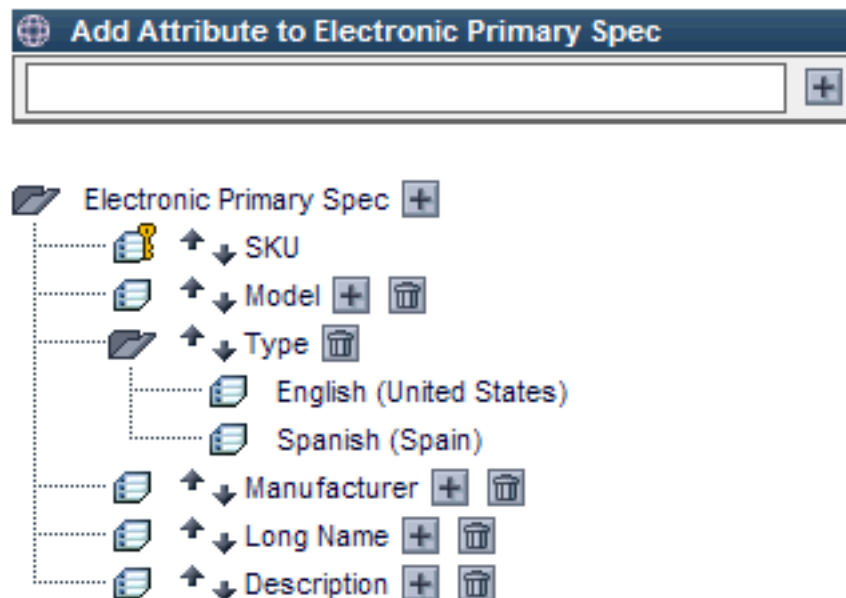 Add Attribute to Electronic Primary Spec
Electronic Primary Spec
SKU
Model
Type
English (United States)
Spanish (Spain)
Manufacturer
Long Name
Description